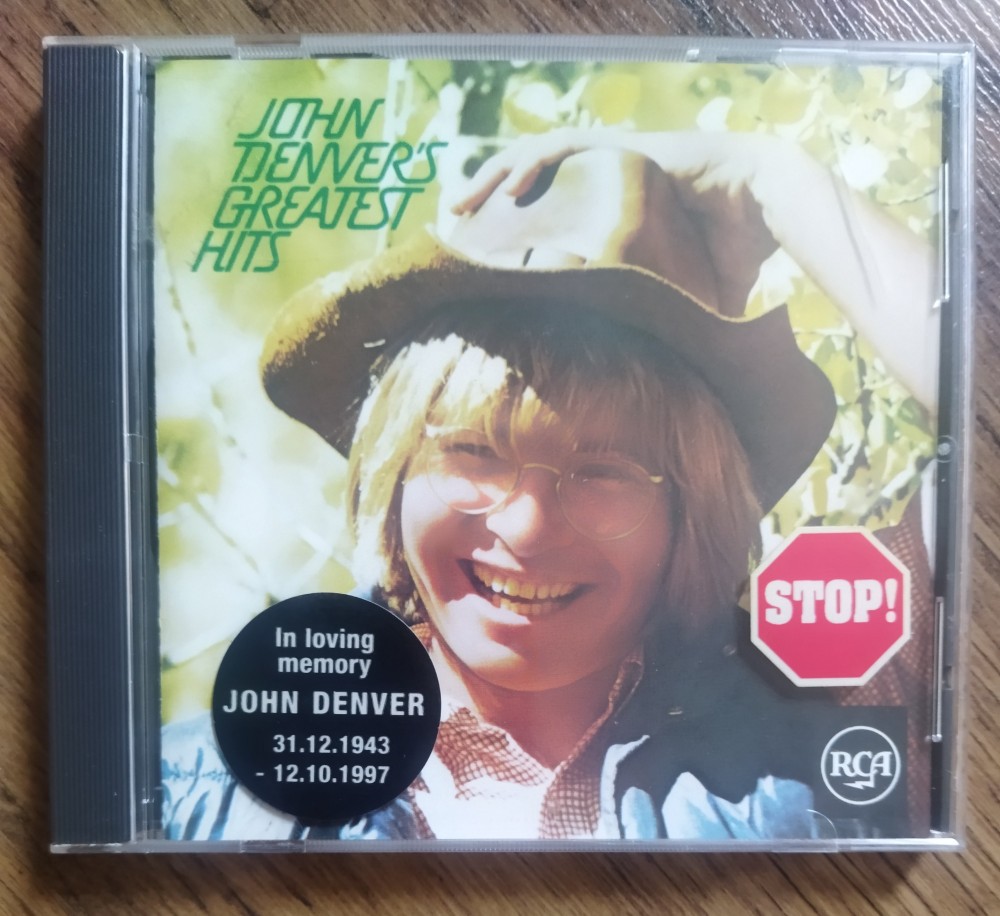 JOHN
DENVER'S
GREATEST
HITS
STOP!
In loving
memory
JOHN DENVER
31.12.1943
- 12.10.1997
RCA